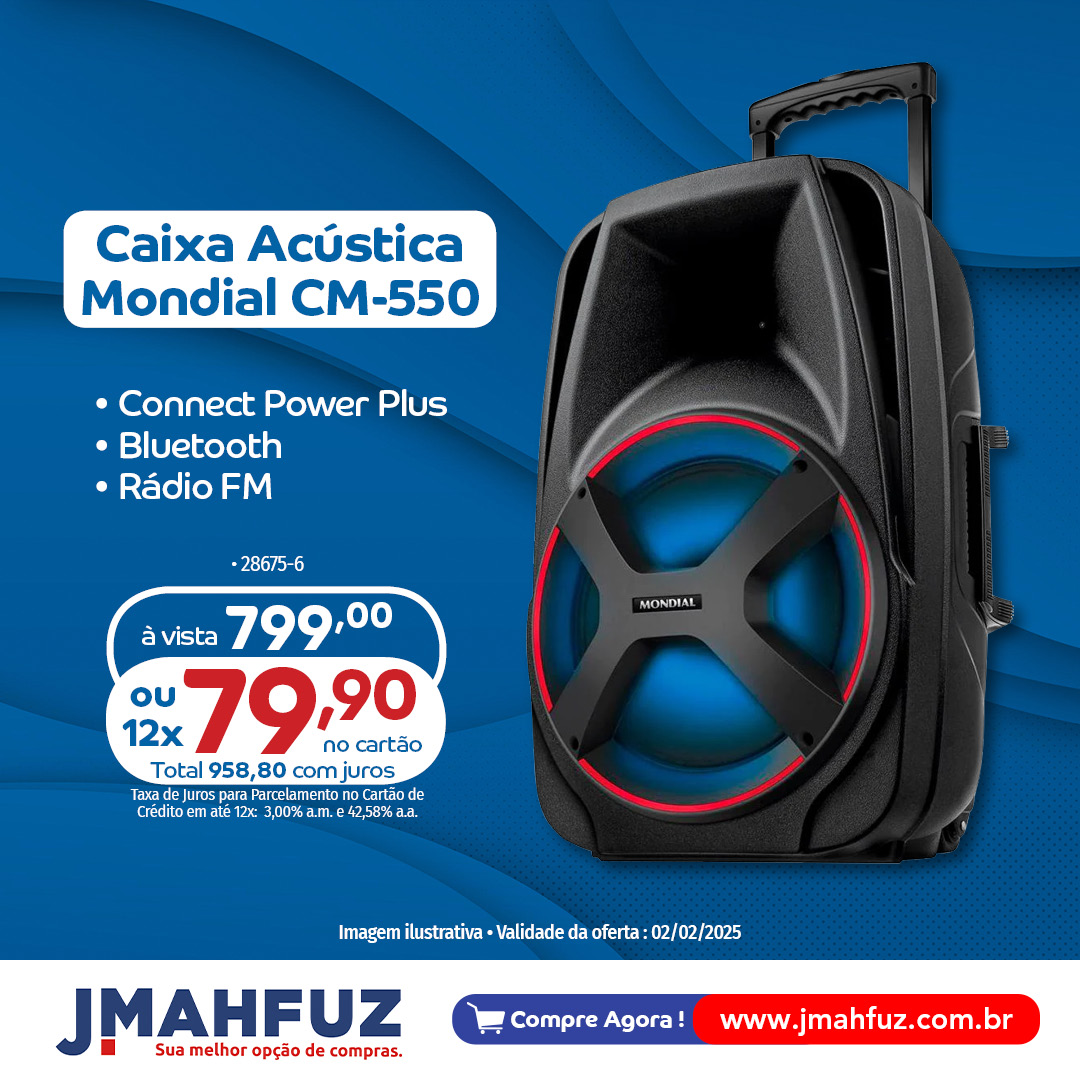 Caixa Acústica
Mondial CM-550
• Connect Power Plus
• Bluetooth
• Rádio FM
• 28675-6
à vista 799,00
ou 12x 79,90
no cartão
Total 958,80 com juros
Taxa de Juros para Parcelamento no Cartão de
Crédito em até 12x: 3,00% a.m. e 42,58% a.a.
MONDIAL
Imagem ilustrativa • Validade da oferta : 02/02/2025
JMAHFUZ
Sua melhor opção de compras.
Compre Agora !
www.jmahfuz.com.br